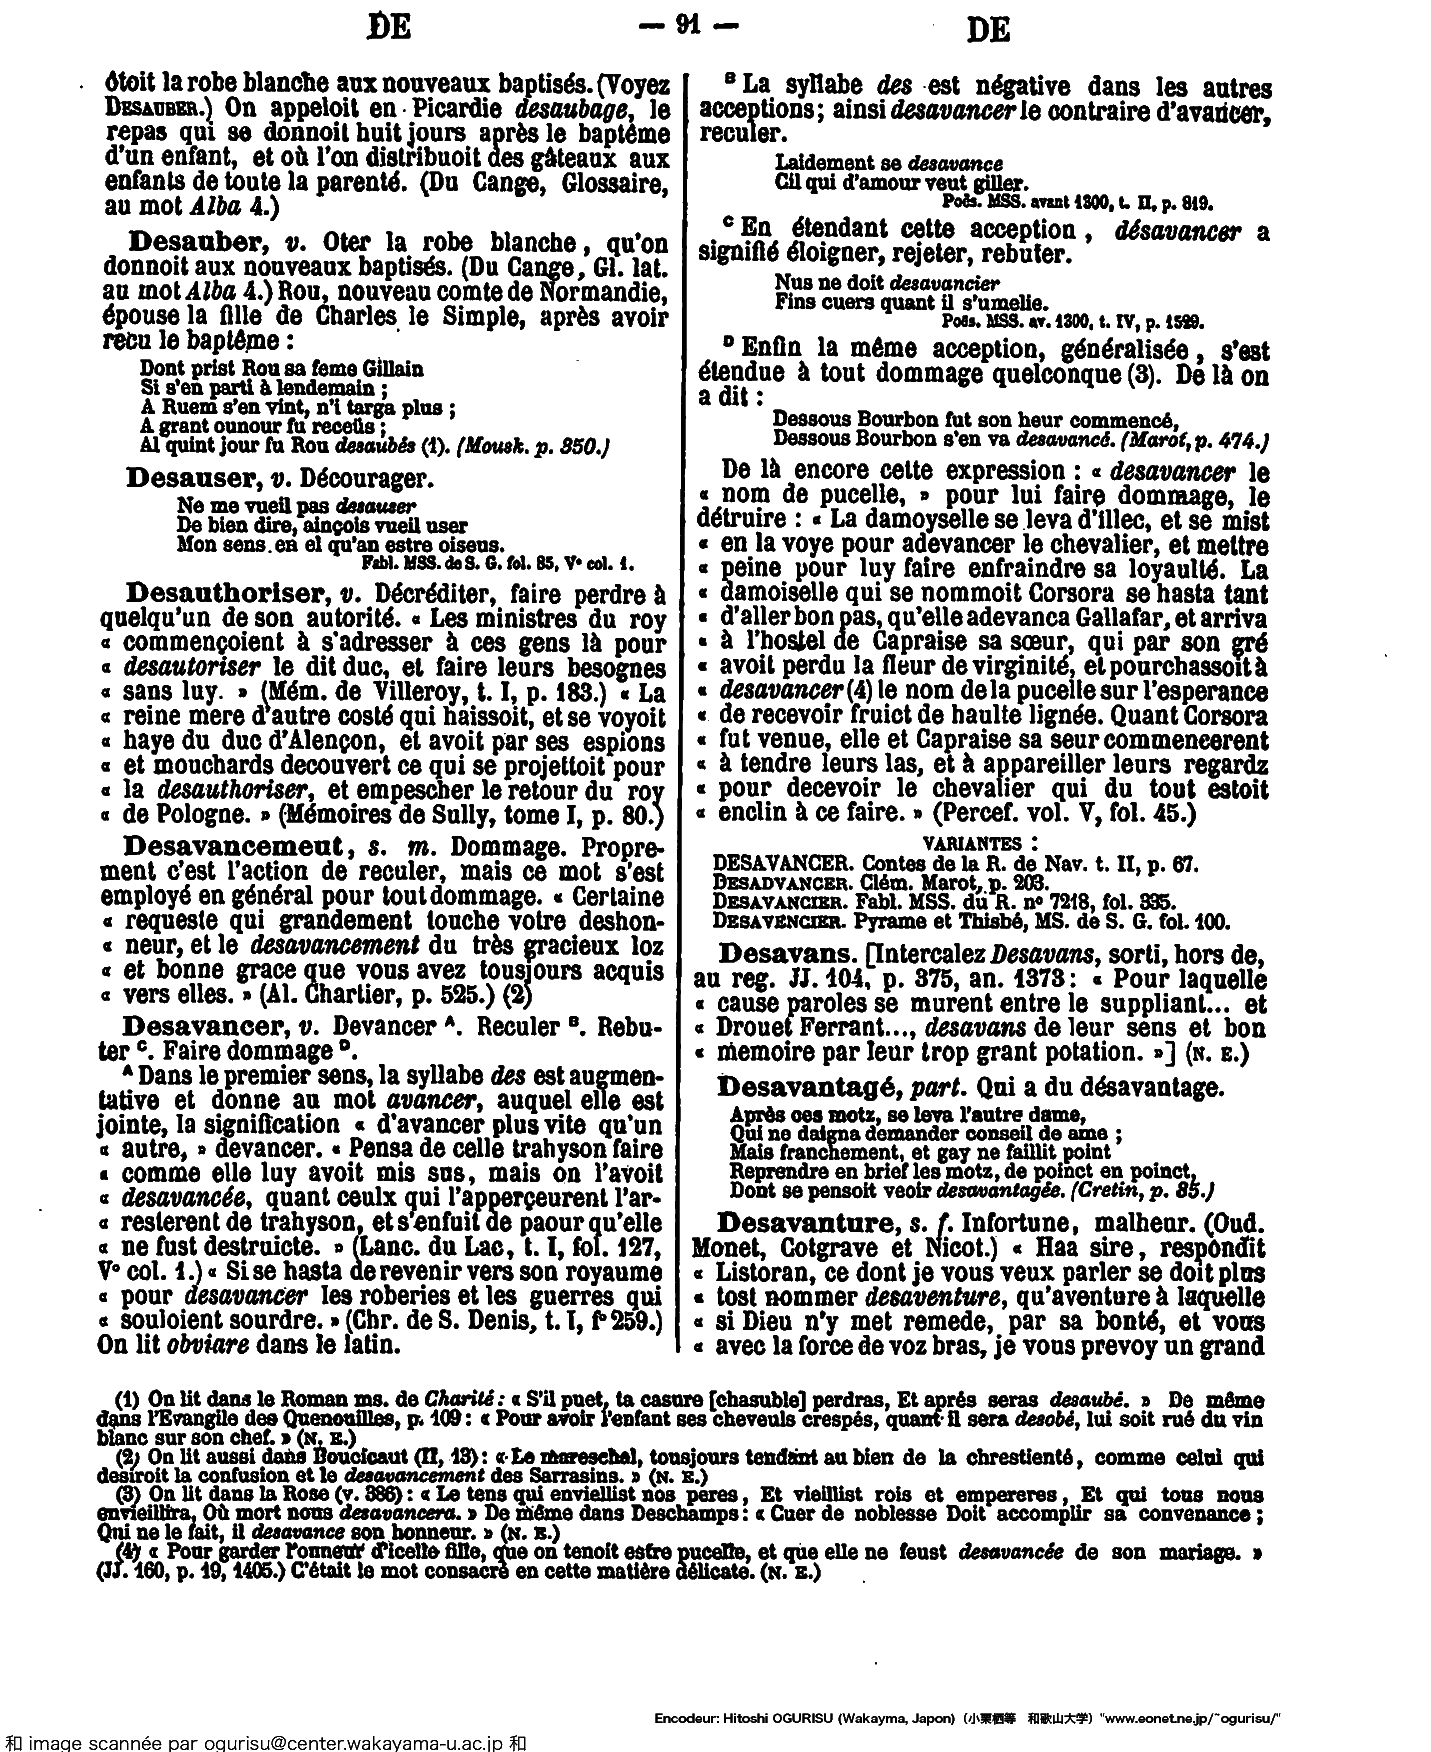 DE — 91 — DE
étoit la robe blanche aux nouveaux baptisés. (Voyez
DESAUBER.) On appeloit en Picardie desaubage, le
repas qui se donnoit huit jours après le baptême
d'un enfant, et où l'on distribuoit des gâteaux aux
enfants de toute la parenté. (Du Cange, Glossaire,
au mot Alba 4.)
Desauber, v. Oter la robe blanche, qu'on
donnoit aux nouveaux baptisés. (Du Cange, Gl. lat.
au mot Alba 4.) Rou, nouveau comte de Normandie,
épouse la fille de Charles le Simple, après avoir
recu le baptême :
Dont prist Rou sa feme Gillain
Si s'en parti à lendemain ;
A Ruem s'en vint, n'i targa plus ;
A grant ounour fu receüs ;
Al quint jour fu Rou desaubés (1). (Mousk. p. 350.)
Desauser, v. Décourager.
Ne me vueil pas desauser
De bien dire, ainçois vueil user
Mon sens en el qu'an estre oiseus.
Fabl. MSS. de S. G. fol. 85, V° col. 1.
Desauthoriser, v. Décréditer, faire perdre à
quelqu'un de son autorité. « Les ministres du roy
« commençoient à s'adresser à ces gens là pour
« desautoriser le dit duc, et faire leurs besognes
« sans luy. » (Mém. de Villeroy, t. I, p. 183.) « La
« reine mere d'autre costé qui haissoit, et se voyoit
« haye du duc d'Alençon, et avoit par ses espions
« et mouchards decouvert ce qui se projettoit pour
« la desauthoriser, et empescher le retour du roy
« de Pologne. » (Mémoires de Sully, tome I, p. 80.)
Desavancement, s. m. Dommage. Propre-
ment c'est l'action de reculer, mais ce mot s'est
employé en général pour tout dommage. « Certaine
« requeste qui grandement touche votre deshon-
« neur, et le desavancement du très gracieux loz
« et bonne grace que vous avez tousjours acquis
« vers elles. » (Al. Chartier, p. 525.) (2)
Desavancer, v. Devancer A. Reculer B. Rebu-
ter C. Faire dommage D.
A Dans le premier sens, la syllabe des est augmen-
tative et donne au mot avancer, auquel elle est
jointe, la signification « d'avancer plus vite qu'un
« autre, » devancer. « Pensa de celle trahyson faire
« comme elle luy avoit mis sus, mais on l'avoit
« desavancée, quant ceulx qui l'apperçeurent l'ar-
« resterent de trahyson, et s'enfuit de paour qu'elle
« ne fust destruicte. » (Lanc. du Lac, t. I, fol. 127,
V° col. 1.) « Si se hasta de revenir vers son royaume
« pour desavancer les roberies et les guerres qui
« souloient sourdre. » (Chr. de S. Denis, t. I, f° 259.)
On lit obviare dans le latin.
B La syllabe des est négative dans les autres
acceptions; ainsi desavancer le contraire d'avancer,
reculer.
Laidement se desavance
Cil qui d'amour veut giller.
Poës. MSS. avant 1300, t. II, p. 819.
C En étendant cette acception, désavancer a
signifié éloigner, rejeter, rebuter.
Nus ne doit desavancier
Fins cuers quant il s'umelie.
Poës. MSS. av. 1300, t. IV, p. 1529.
D Enfin la même acception, généralisée, s'est
étendue à tout dommage quelconque (3). De là on
a dit :
Dessous Bourbon fut son heur commencé,
Dessous Bourbon s'en va desavancé. (Marot, p. 474.)
De là encore cette expression : « desavancer le
« nom de pucelle, » pour lui faire dommage, le
détruire : « La damoyselle se leva d'illec, et se mist
« en la voye pour adevancer le chevalier, et mettre
« peine pour luy faire enfraindre sa loyaulté. La
« damoiselle qui se nommoit Corsora se hasta tant
« d'aller bon pas, qu'elle adevanca Gallafar, et arriva
« à l'hostel de Capraise sa sœur, qui par son gré
« avoit perdu la fleur de virginité, et pourchassoit à
« desavancer (4) le nom de la pucelle sur l'esperance
« de recevoir fruict de haulte lignée. Quant Corsora
« fut venue, elle et Capraise sa seur commencerent
« à tendre leurs las, et à appareiller leurs regardz
« pour decevoir le chevalier qui du tout estoit
« enclin à ce faire. » (Percef. vol. V, fol. 45.)
VARIANTES :
DESAVANCER. Contes de la R. de Nav. t. II, p. 67.
DESADVANCER. Clém. Marot, p. 203.
DESAVANCIER. Fabl. MSS. du R. n° 7218, fol. 335.
DESAVENCIER. Pyrame et Thisbé, MS. de S. G. fol. 100.
Desavans. [Intercalez Desavans, sorti, hors de,
au reg. JJ. 104, p. 375, an. 1373 : « Pour laquelle
« cause paroles se murent entre le suppliant... et
« Drouet Ferrant..., desavans de leur sens et bon
« memoire par leur trop grant potation. »] (N. E.)
Desavantagé, part. Qui a du désavantage.
Après ces motz, se leva l'autre dame,
Qui ne daigna demander conseil de ame ;
Mais franchement, et gay ne faillit point
Reprendre en brief les motz, de poinct en poinct,
Dont se pensoit veoir desavantagée. (Cretin, p. 85.)
Desavanture, s. f. Infortune, malheur. (Oud.
Monet, Cotgrave et Nicot.) « Haa sire, respondit
« Listoran, ce dont je vous veux parler se doit plus
« tost nommer desaventure, qu'aventure à laquelle
« si Dieu n'y met remede, par sa bonté, et vous
« avec la force de voz bras, je vous prevoy un grand
(1) On lit dans le Roman ms. de Charité : « S'il puet, ta casure [chasuble] perdras, Et aprés seras desaubé. » De même
dans l'Evangile des Quenouilles, p. 109 : « Pour avoir l'enfant ses cheveuls crespés, quant il sera desobé, lui soit rué du vin
blanc sur son chef. » (N. E.)
(2) On lit aussi dans Boucicaut (II, 13) : « Le mareschal, tousjours tendant au bien de la chrestienté, comme celui qui
desiroit la confusion et le desavancement des Sarrasins. » (N. E.)
(3) On lit dans la Rose (v. 386) : « Le tens qui enviellist nos peres, Et vieillist rois et empereres, Et qui tous nous
envieillira, Où mort nous desavancera. » De même dans Deschamps : « Cuer de noblesse Doit accomplir sa convenance ;
Qui ne le fait, il desavance son honneur. » (N. E.)
(4) « Pour garder l'onneur d'icelle fille, que on tenoit estre pucelle, et que elle ne feust desavancée de son mariage. »
(JJ. 160, p. 19, 1405.) C'était le mot consacré en cette matière délicate. (N. E.)
Encodeur: Hitoshi OGURISU (Wakayma, Japon) (小栗栖等 和歌山大学) "www.eonet.ne.jp/~ogurisu/"
和 image scannée par ogurisu@center.wakayama-u.ac.jp 和